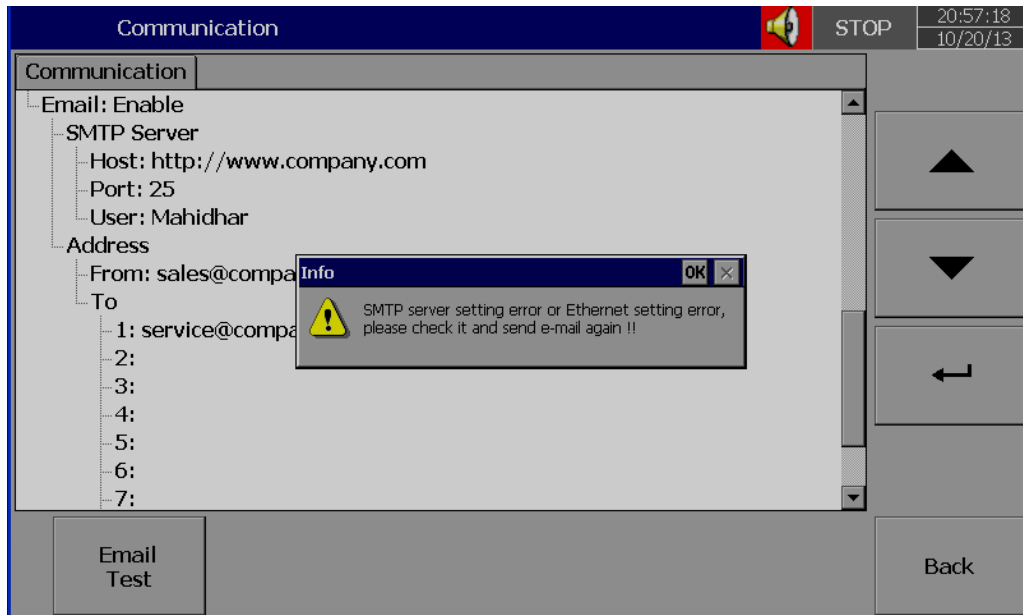 Communication
STOP
20:57:18
10/20/13
Communication
Email: Enable
SMTP Server
Host: http://www.company.com
Port: 25
User: Mahidhar
Address
From: sales@compa
To
1: service@compa
2:
3:
4:
5:
6:
7:
Info
OK
SMTP server setting error or Ethernet setting error,
please check it and send e-mail again !!
Email
Test
Back